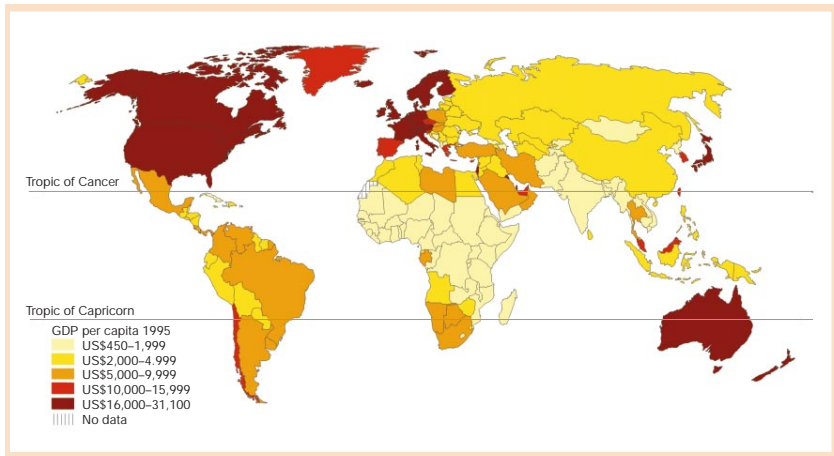 Tropic of Cancer
Tropic of Capricorn
GDP per capita 1995
US$450–1,999
US$2,000–4.999
US$5,000–9,999
US$10,000–15,999
US$16,000–31,100
No data